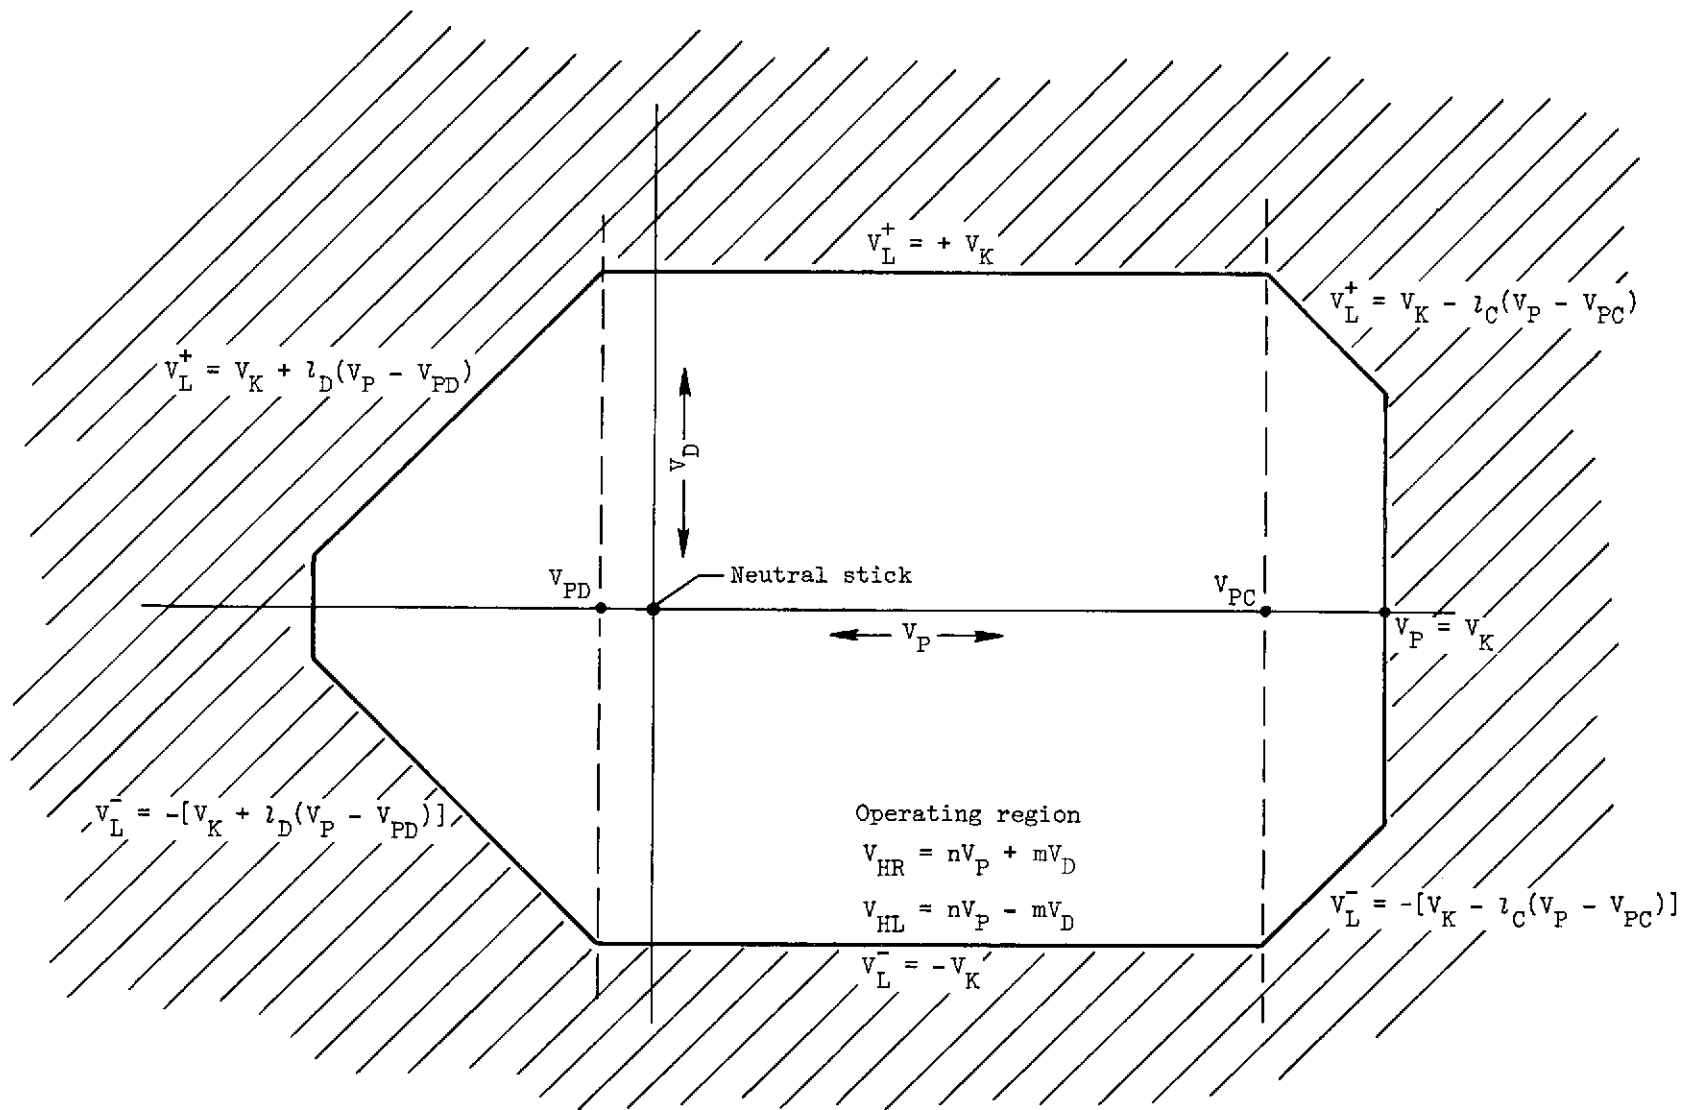 V_L^+ = + V_K
V_L^+ = V_K - l_C(V_P - V_PC)
V_L^+ = V_K + l_D(V_P - V_PD)
V_D
V_PD
Neutral stick
V_PC
V_P
V_P = V_K
Operating region
V_HR = nV_P + mV_D
V_HL = nV_P - mV_D
V_L^- = -[V_K + l_D(V_P - V_PD)]
V_L^- = -[V_K - l_C(V_P - V_PC)]
V_L^- = -V_K